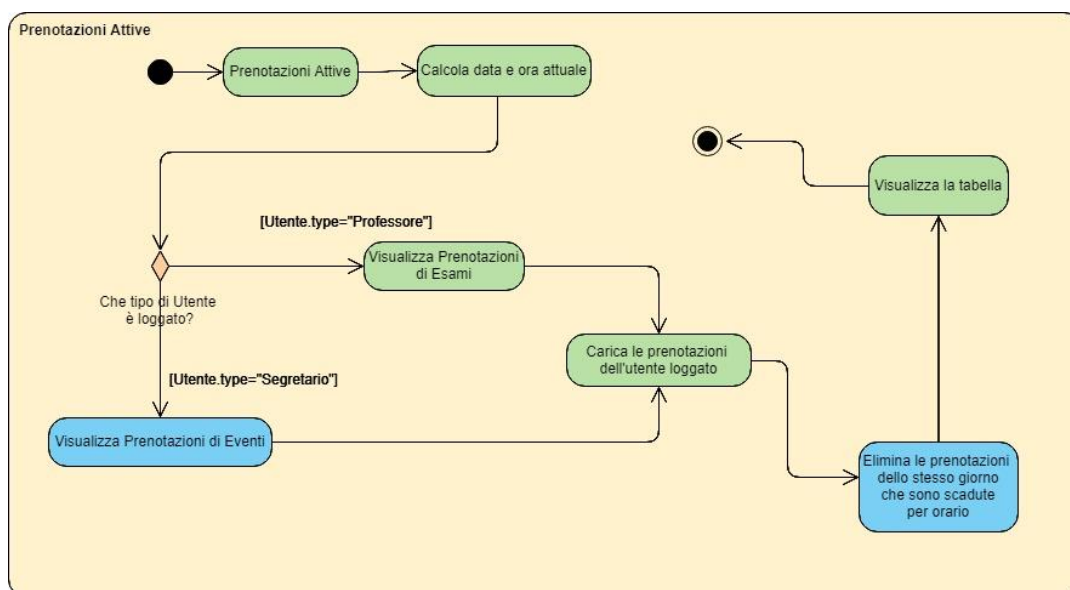 Prenotazioni Attive
Prenotazioni Attive
Calcola data e ora attuale
Visualizza la tabella
[Utente.type="Professore"]
Visualizza Prenotazioni
di Esami
Che tipo di Utente
è loggato?
Carica le prenotazioni
dell'utente loggato
[Utente.type="Segretario"]
Visualizza Prenotazioni di Eventi
Elimina le prenotazioni
dello stesso giorno
che sono scadute
per orario